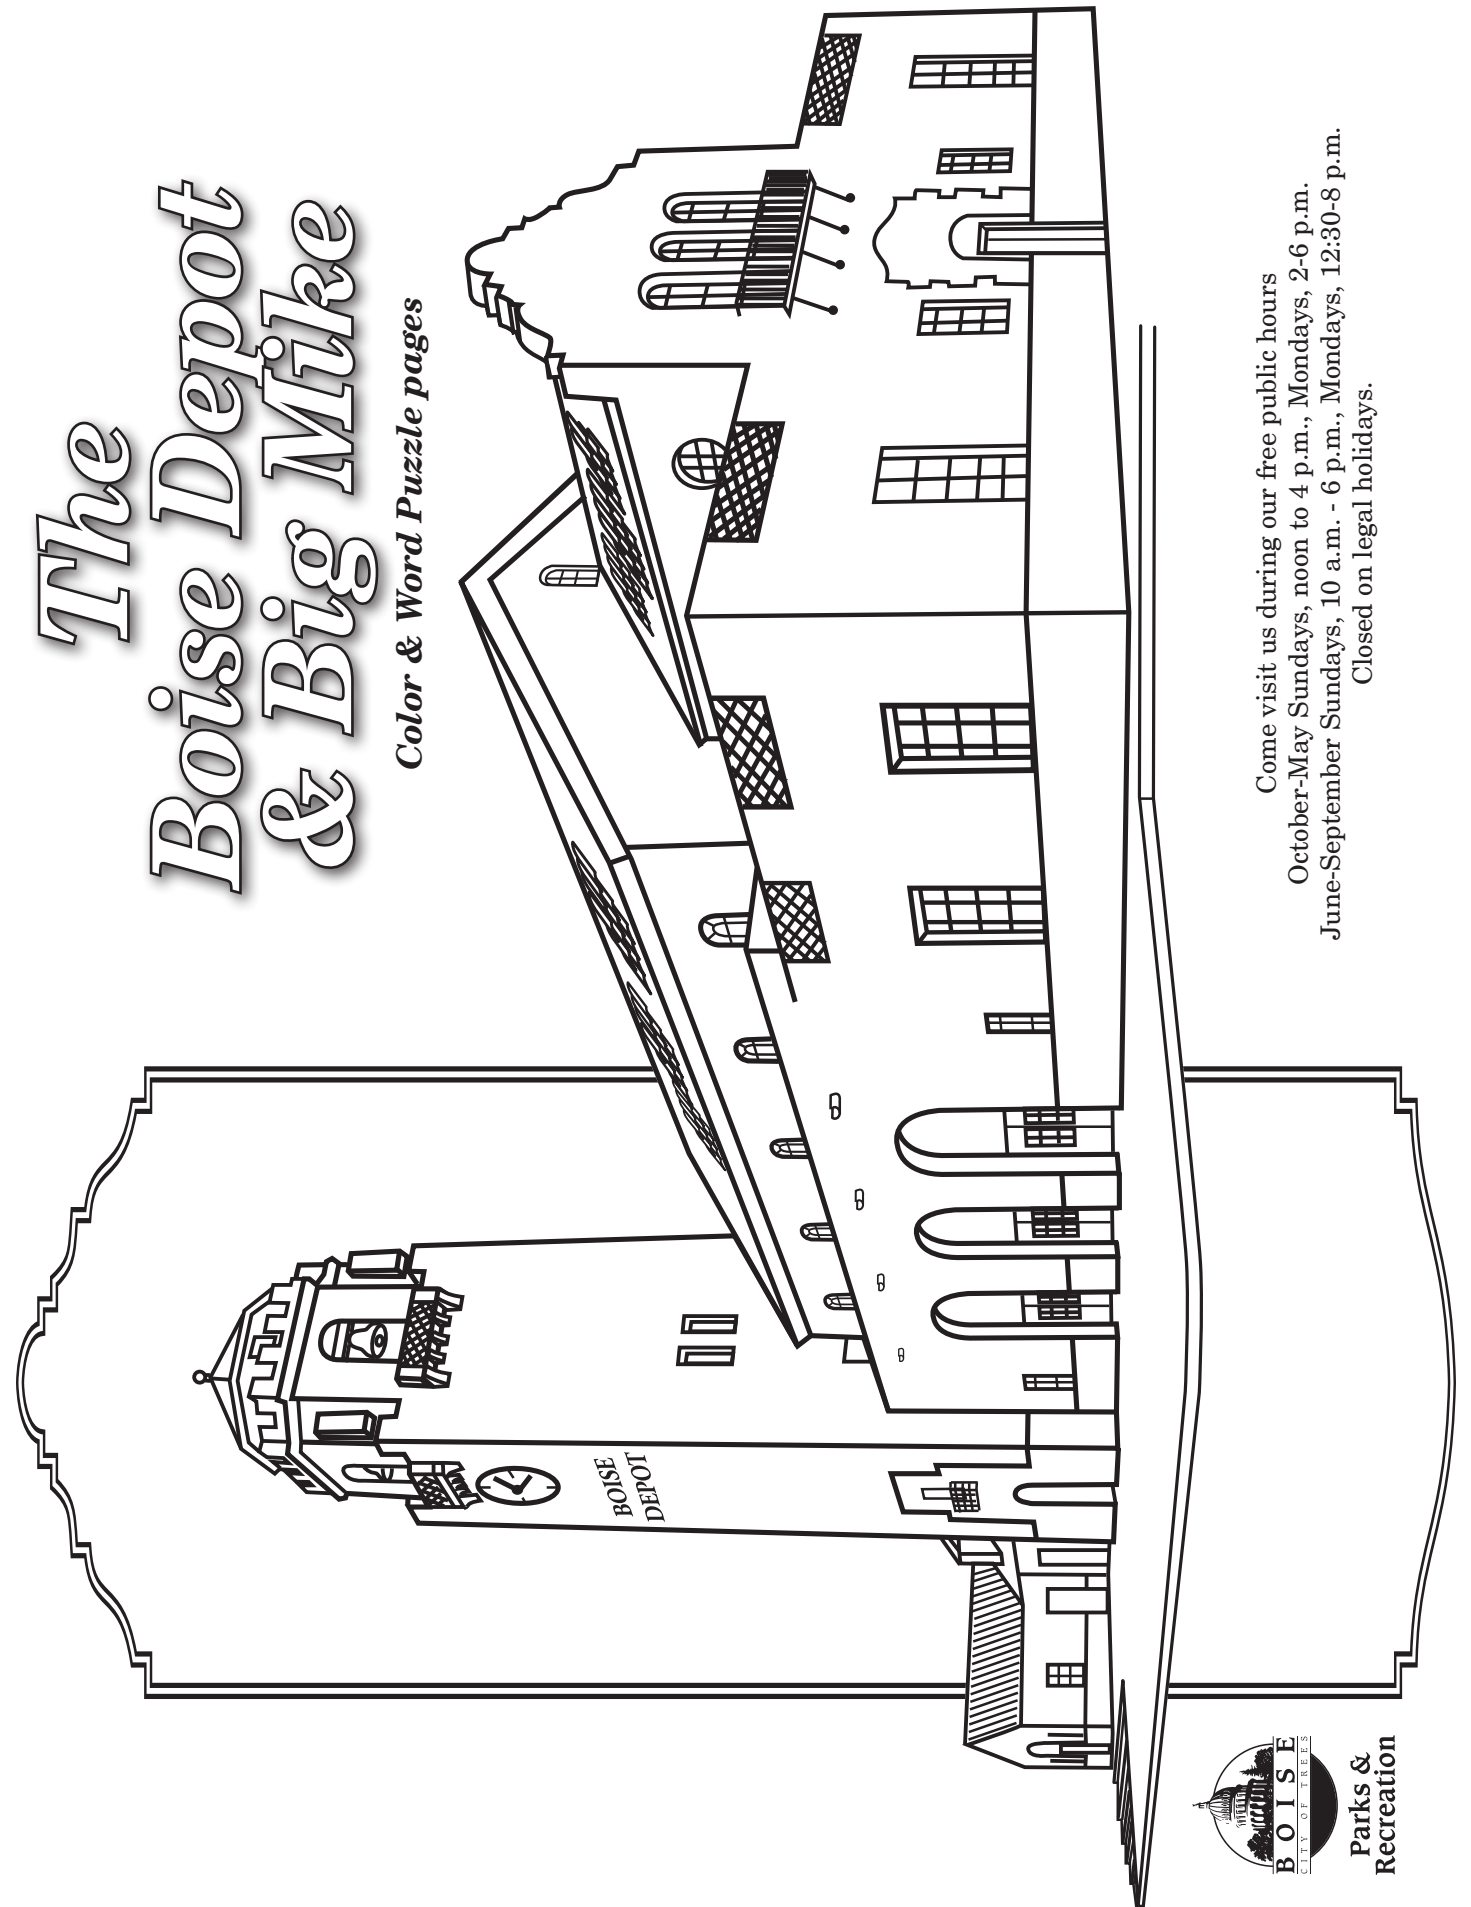 The
Boise Depot
& Big Mike
Color & Word Puzzle pages
BOISE
DEPOT
Come visit us during our free public hours
October-May Sundays, noon to 4 p.m., Mondays, 2-6 p.m.
June-September Sundays, 10 a.m. - 6 p.m., Mondays, 12:30-8 p.m.
Closed on legal holidays.
BOISE
CITY OF TREES
Parks &
Recreation